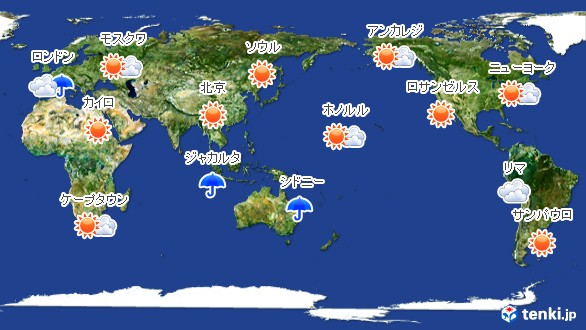 アンカレジ
モスクワ
ソウル
ロンドン
ニューヨーク
北京
ロサンゼルス
カイロ
ホノルル
ジャカルタ
リマ
シドニー
ケープタウン
サンパウロ
tenki.jp